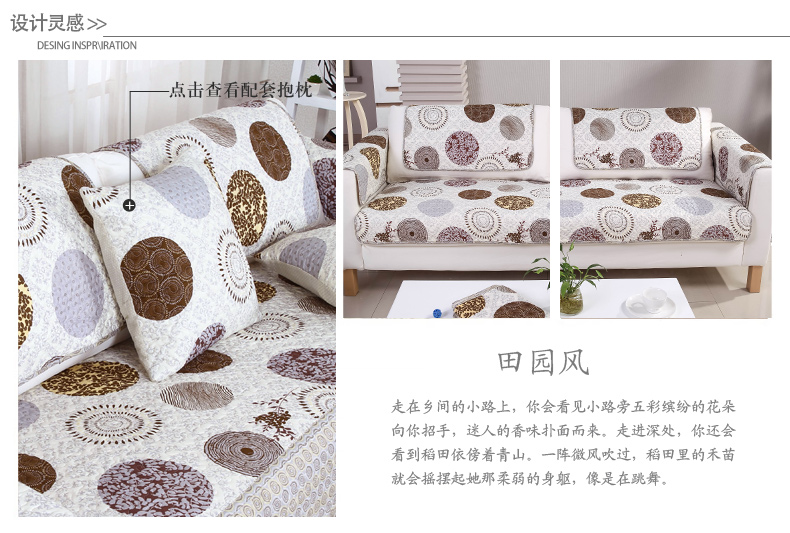 设计灵感>>
DESING INSPR\IRATION
点击查看配套抱枕
田园风
走在乡间的小路上，你会看见小路旁五彩缤纷的花朵
向你招手，迷人的香味扑面而来。走进深处，你还会
看到稻田依傍着青山。一阵微风吹过，稻田里的禾苗
就会摇摆起她那柔弱的身躯，像是在跳舞。